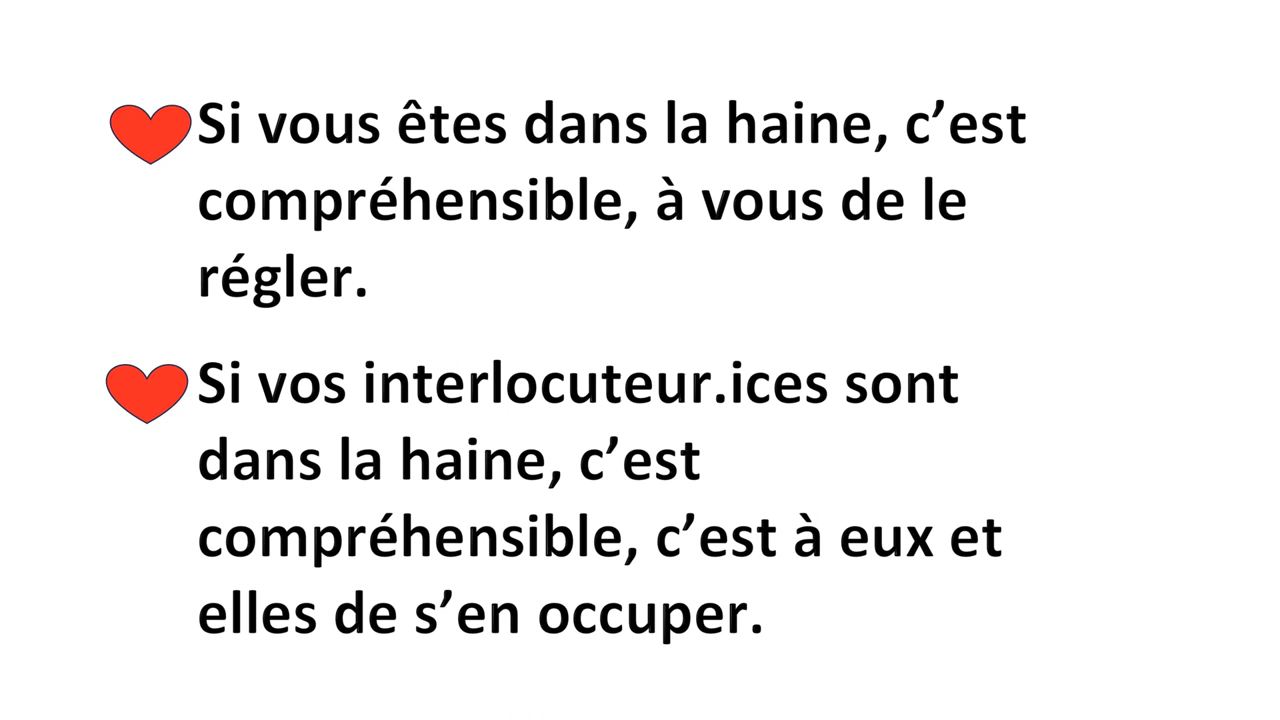 Si vous êtes dans la haine, c’est
compréhensible, à vous de le
régler.
Si vos interlocuteur.ices sont
dans la haine, c’est
compréhensible, c’est à eux et
elles de s’en occuper.